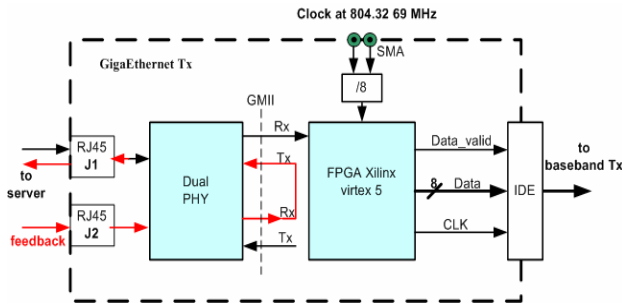 Clock at 804.32 69 MHz
SMA
GigaEthernet Tx
/8
GMII
Rx
RJ45
J1
to
server
Tx
Dual
PHY
FPGA Xilinx
virtex 5
Data_valid
8 Data
IDE
to
baseband Tx
RJ45
J2
feedback
Rx
Tx
CLK